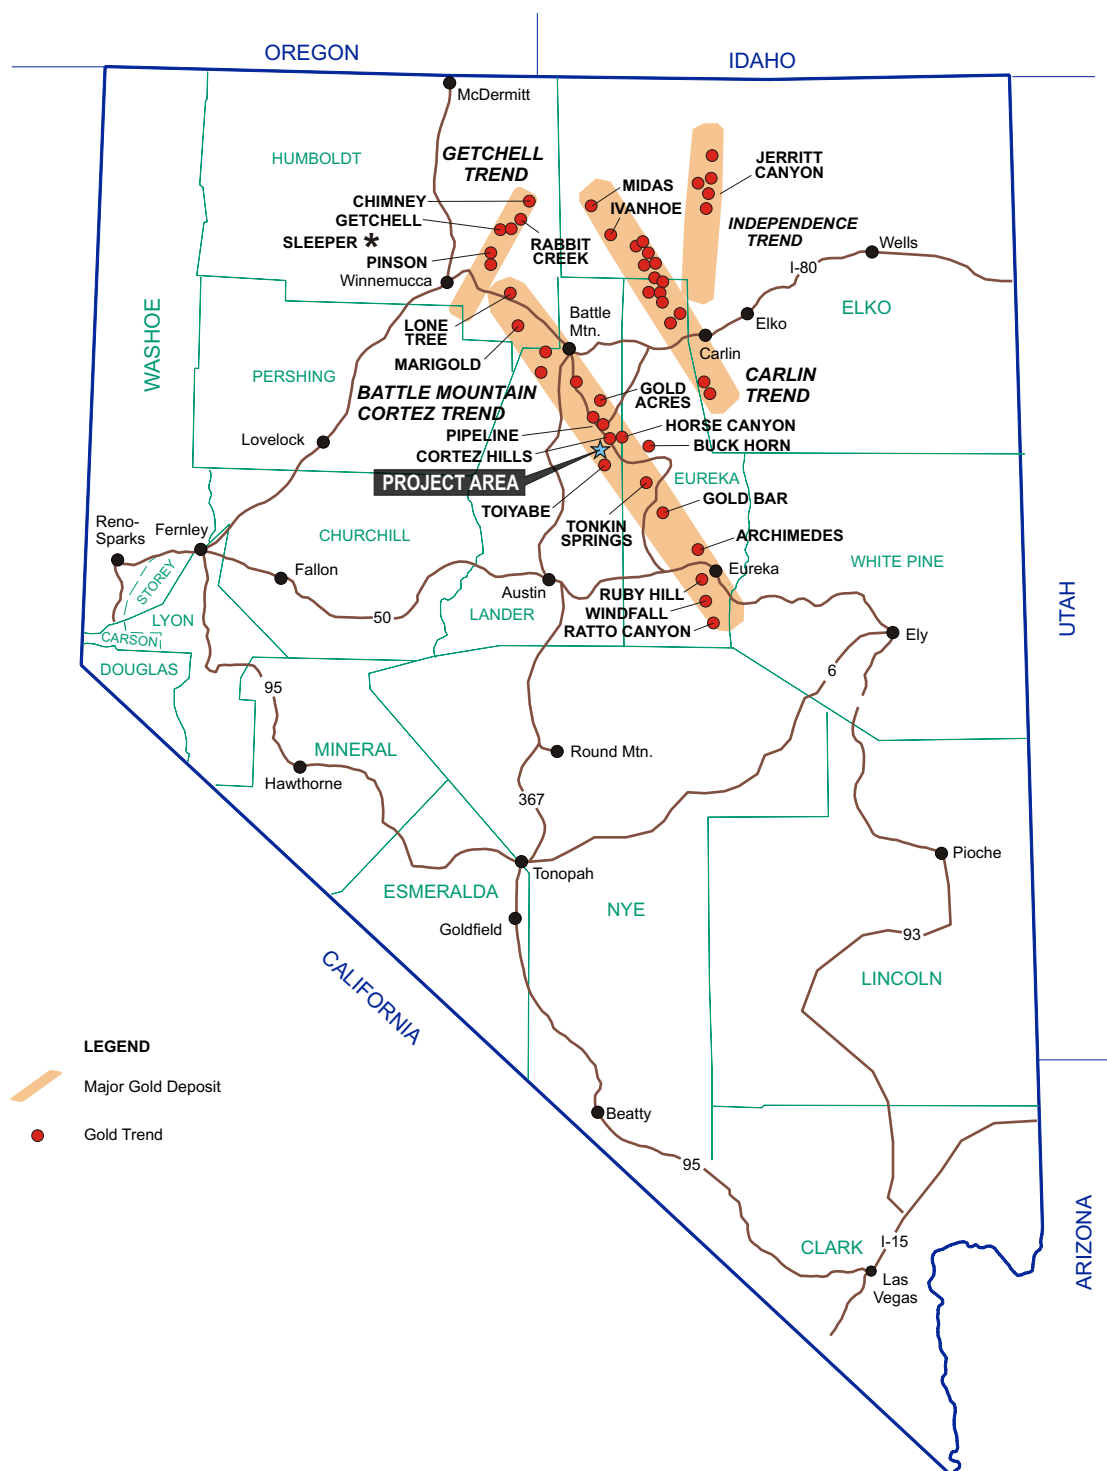 OREGON
IDAHO
McDermitt
HUMBOLDT
GETCHELL
TREND
JERRITT
CANYON
MIDAS
CHIMNEY
IVANHOE
GETCHELL
INDEPENDENCE
TREND
SLEEPER *
RABBIT
CREEK
Wells
PINSON
I-80
Winnemucca
WASHOE
ELKO
Battle
Mtn.
Elko
LONE
TREE
Carlin
MARIGOLD
PERSHING
CARLIN
TREND
BATTLE MOUNTAIN
CORTEZ TREND
GOLD
ACRES
HORSE CANYON
PIPELINE
Lovelock
BUCK HORN
CORTEZ HILLS
PROJECT AREA
EUREKA
GOLD BAR
TOIYABE
Reno-
Sparks
Fernley
TONKIN
SPRINGS
CHURCHILL
ARCHIMEDES
WHITE PINE
Fallon
Eureka
STOREY
Austin
RUBY HILL
UTAH
LYON
50
LANDER
WINDFALL
RATTO CANYON
Ely
CARSON
DOUGLAS
6
95
MINERAL
Round Mtn.
Hawthorne
367
Pioche
Tonopah
ESMERALDA
NYE
Goldfield
93
CALIFORNIA
LINCOLN
LEGEND
Major Gold Deposit
Beatty
Gold Trend
95
ARIZONA
CLARK
I-15
Las
Vegas